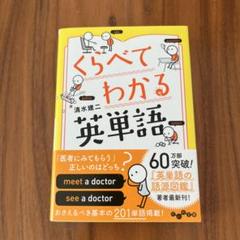 くらべて
わかる
清水建二
英単語
「医者にみてもらう」
正しいのはどっち?
meet a doctor
see a doctor
おさえるべき基本の201単語掲載!
60万部
突破!
『英単語の
語源図鑑』
著者最新刊!